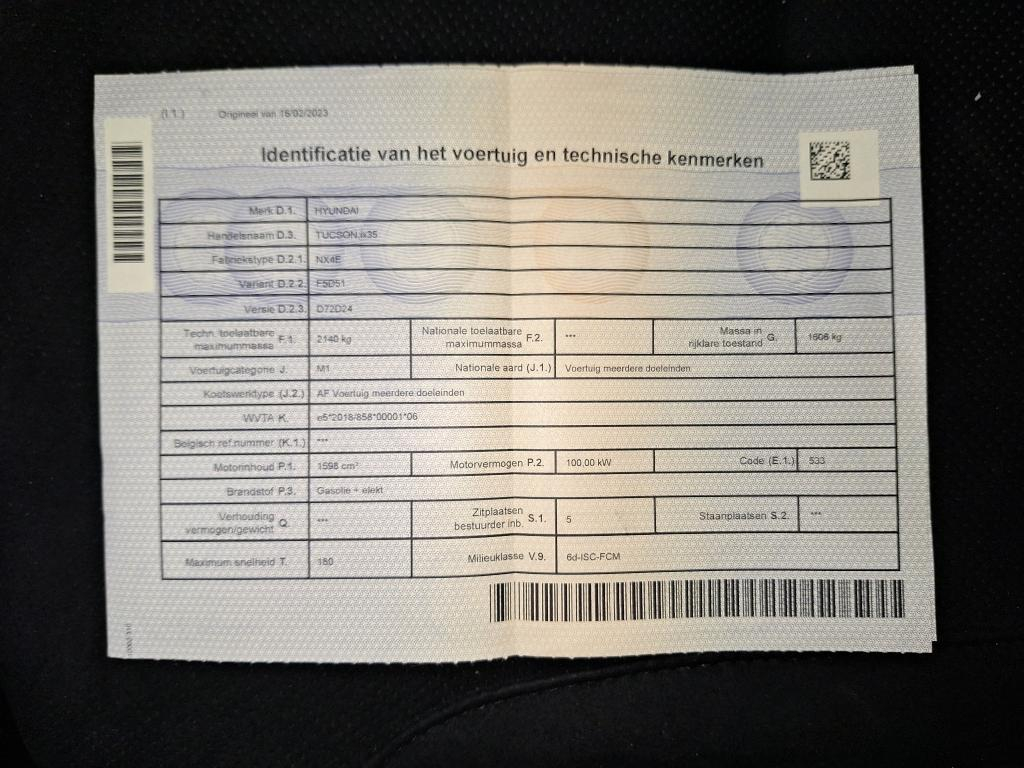 (I.1.) Origineel van 16/02/2023
Identificatie van het voertuig en technische kenmerken
Merk D.1. HYUNDAI
Handelsnaam D.3. TUCSON,ix35
Fabriekstype D.2.1. NX4E
Variant D.2.2. F5D51
Versie D.2.3. D72D24
Techn. toelaatbare maximummassa F.1. 2140 kg Nationale toelaatbare maximummassa F.2. *** Massa in rijklare toestand G. 1606 kg
Voertuigcategorie J. M1 Nationale aard (J.1.) Voertuig meerdere doeleinden
Koetswerktype (J.2.) AF Voertuig meerdere doeleinden
WVTA K. e5*2018/858*00001*06
Belgisch ref.nummer (K.1.) ***
Motorinhoud P.1. 1598 cm³ Motorvermogen P.2. 100,00 kW Code (E.1.) 533
Brandstof P.3. Gasolie + elekt
Verhouding vermogen/gewicht Q. *** Zitplaatsen bestuurder inb. S.1. 5 Staanplaatsen S.2. ***
Maximum snelheid T. 180 Milieuklasse V.9. 6d-ISC-FCM